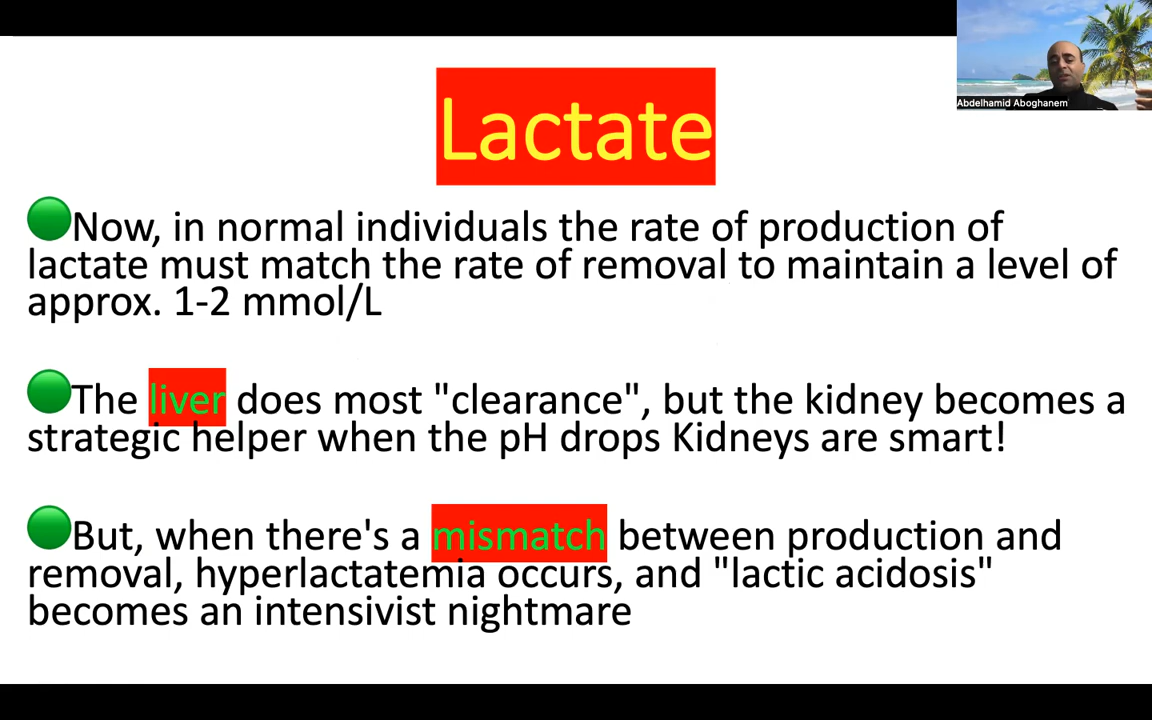 Abdelhamid Aboghanem
Lactate
Now, in normal individuals the rate of production of
lactate must match the rate of removal to maintain a level of
approx. 1-2 mmol/L
The liver does most "clearance", but the kidney becomes a
strategic helper when the pH drops Kidneys are smart!
But, when there's a mismatch between production and
removal, hyperlactatemia occurs, and "lactic acidosis"
becomes an intensivist nightmare